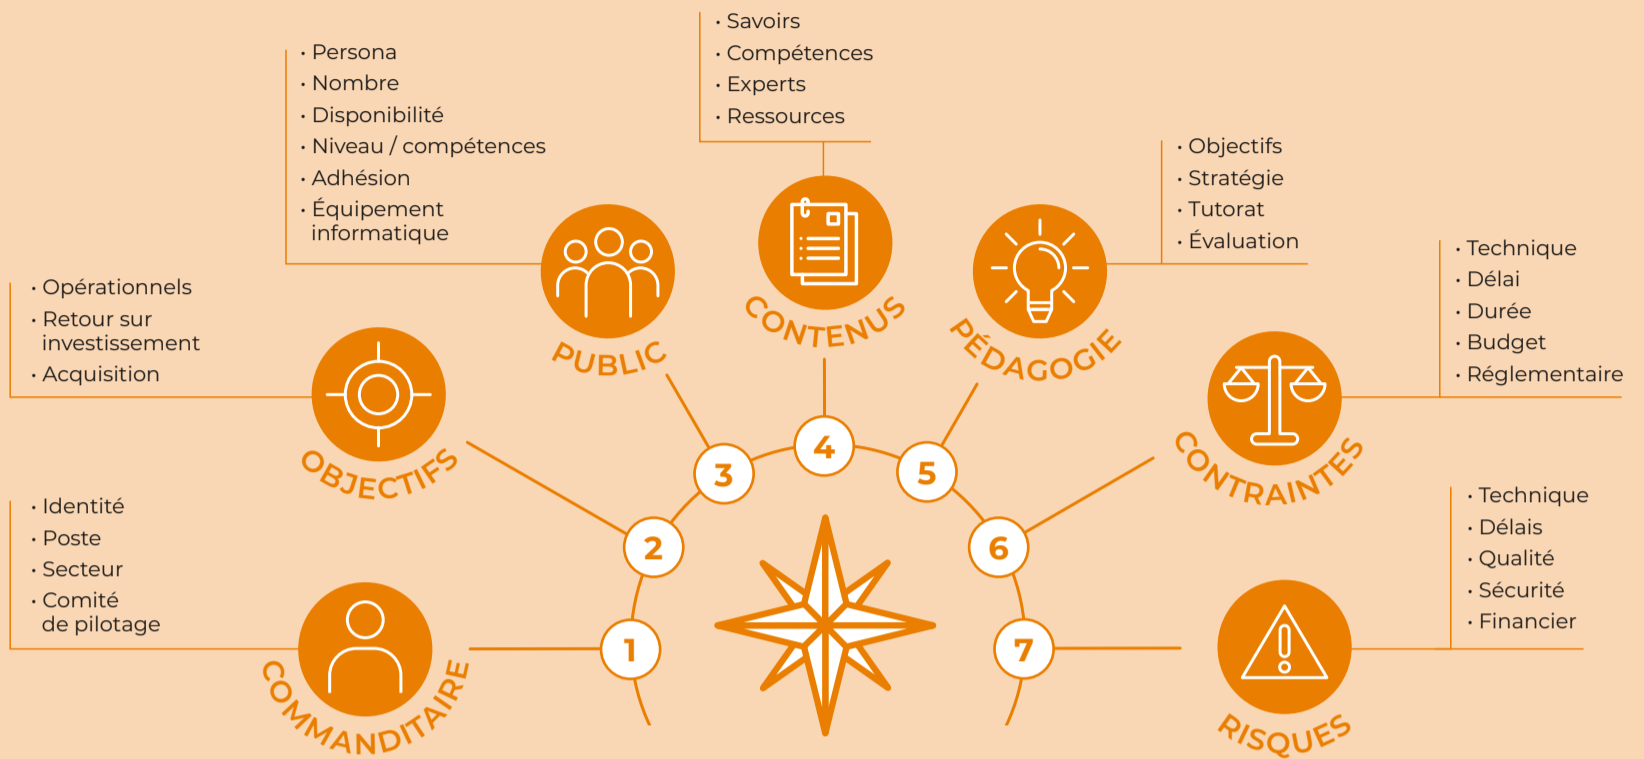 1
COMMANDITAIRE
· Identité
· Poste
· Secteur
· Comité
de pilotage
2
OBJECTIFS
· Opérationnels
· Retour sur
investissement
· Acquisition
3
PUBLIC
· Persona
· Nombre
· Disponibilité
· Niveau / compétences
· Adhésion
· Équipement
informatique
4
CONTENUS
· Savoirs
· Compétences
· Experts
· Ressources
5
PÉDAGOGIE
· Objectifs
· Stratégie
· Tutorat
· Évaluation
6
CONTRAINTES
· Technique
· Délai
· Durée
· Budget
· Réglementaire
7
RISQUES
· Technique
· Délais
· Qualité
· Sécurité
· Financier